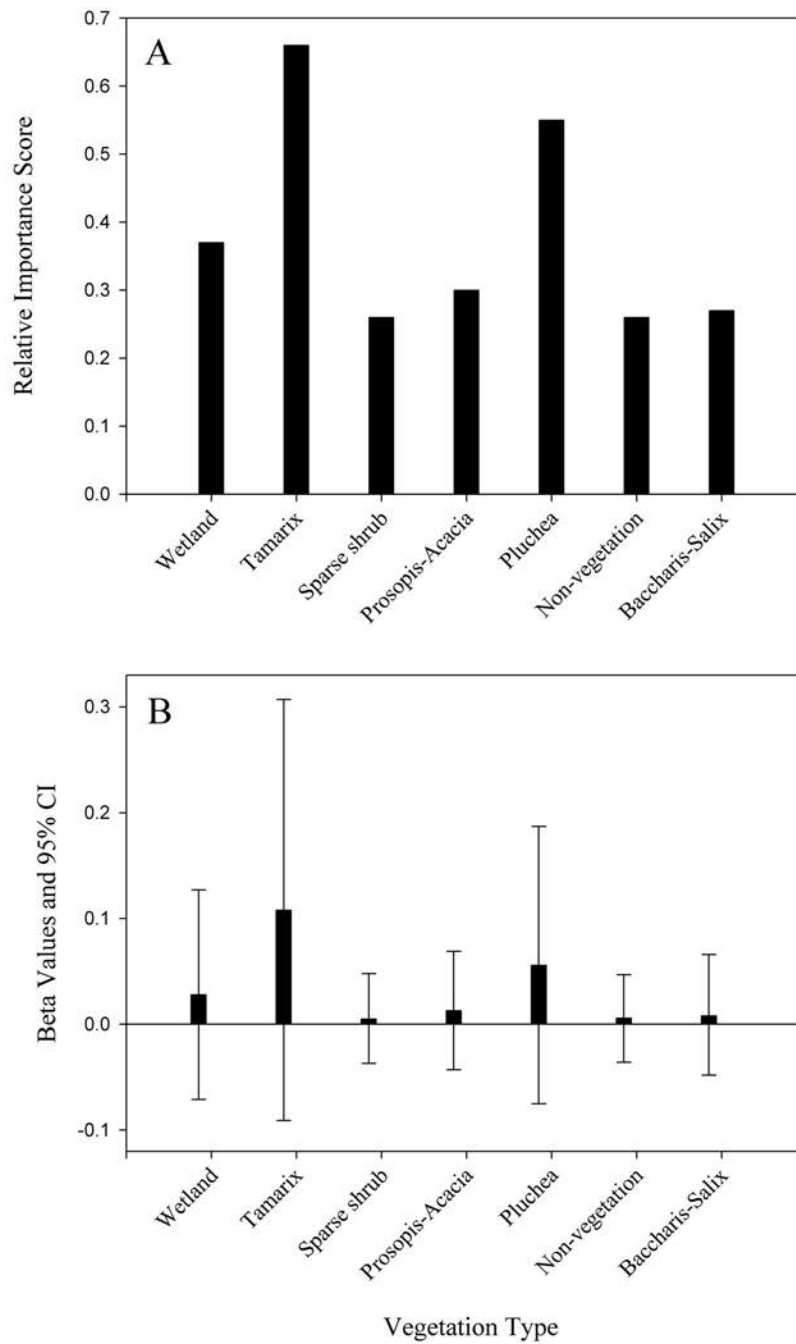 A
Relative Importance Score
0.7
0.6
0.5
0.4
0.3
0.2
0.1
0.0
Wetland
Tamarix
Sparse shrub
Prosopis-Acacia
Pluchea
Non-vegetation
Baccharis-Salix
B
Beta Values and 95% CI
0.3
0.2
0.1
0.0
-0.1
Wetland
Tamarix
Sparse shrub
Prosopis-Acacia
Pluchea
Non-vegetation
Baccharis-Salix
Vegetation Type